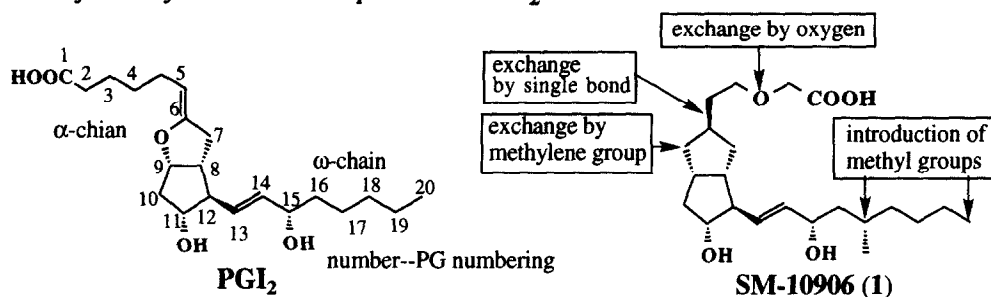 exchange by oxygen
1
HOOC
2
3
4
5
6
α-chian
O
7
9
8
10
11
12
13
14
15
16
17
18
19
20
ω-chain
OH
OH
number--PG numbering
PGI₂
exchange
by single bond
exchange by
methylene group
O
COOH
introduction of
methyl groups
OH
OH
SM-10906 (1)